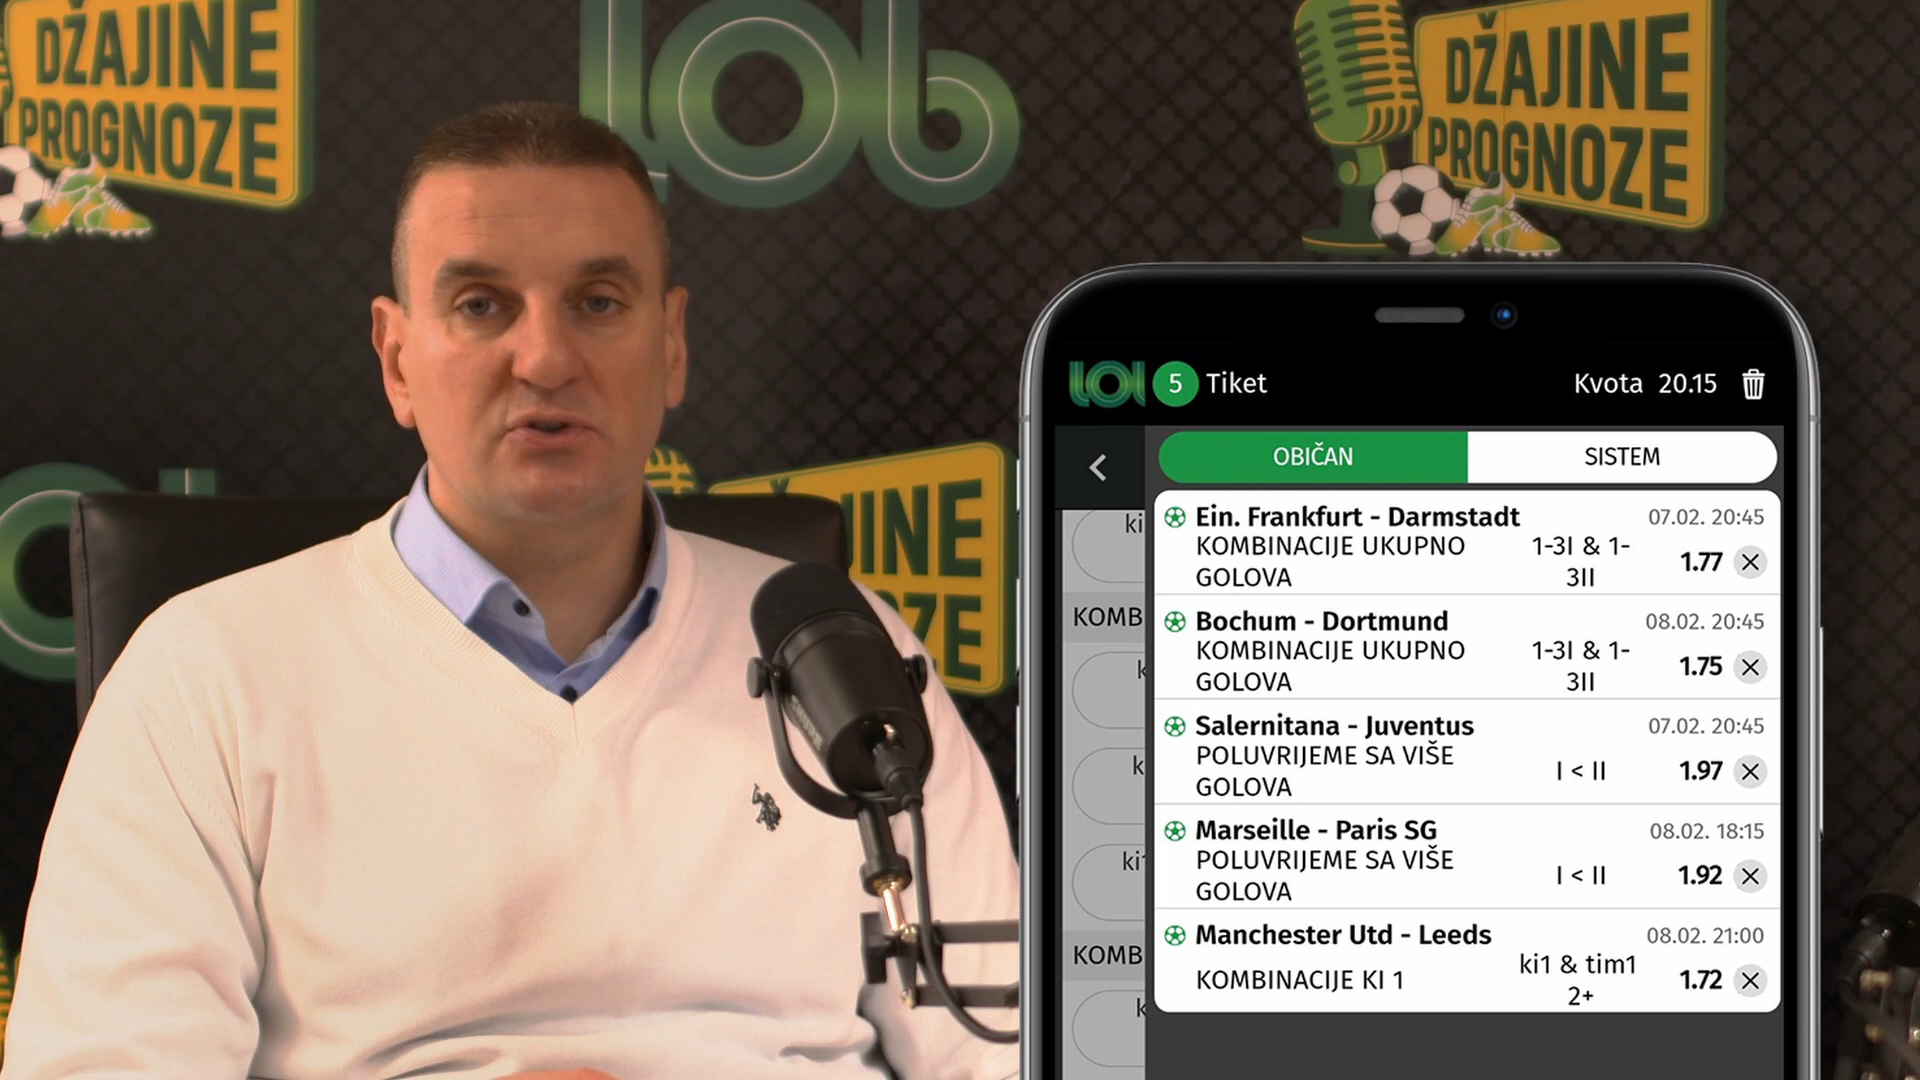 DŽAJINE
PROGNOZE
lob
DŽAJINE
PROGNOZE
5 Tiket
Kvota 20.15
OBIČAN
SISTEM
Ein. Frankfurt - Darmstadt
07.02. 20:45
KOMBINACIJE UKUPNO
GOLOVA
1-3I & 1-
3II
1.77
Bochum - Dortmund
08.02. 20:45
KOMBINACIJE UKUPNO
GOLOVA
1-3I & 1-
3II
1.75
Salernitana - Juventus
07.02. 20:45
POLUVRIJEME SA VIŠE
GOLOVA
I < II
1.97
Marseille - Paris SG
08.02. 18:15
POLUVRIJEME SA VIŠE
GOLOVA
I < II
1.92
Manchester Utd - Leeds
08.02. 21:00
KOMBINACIJE KI 1
ki1 & tim1
2+
1.72